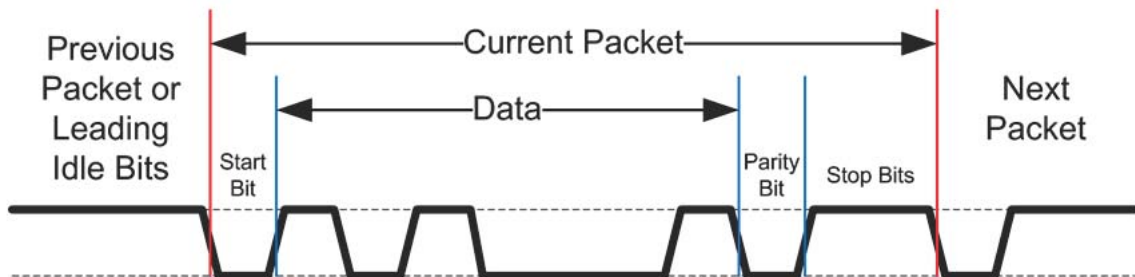 Previous
Packet or
Leading
Idle Bits
Current Packet
Data
Start
Bit
Parity
Bit
Stop Bits
Next
Packet